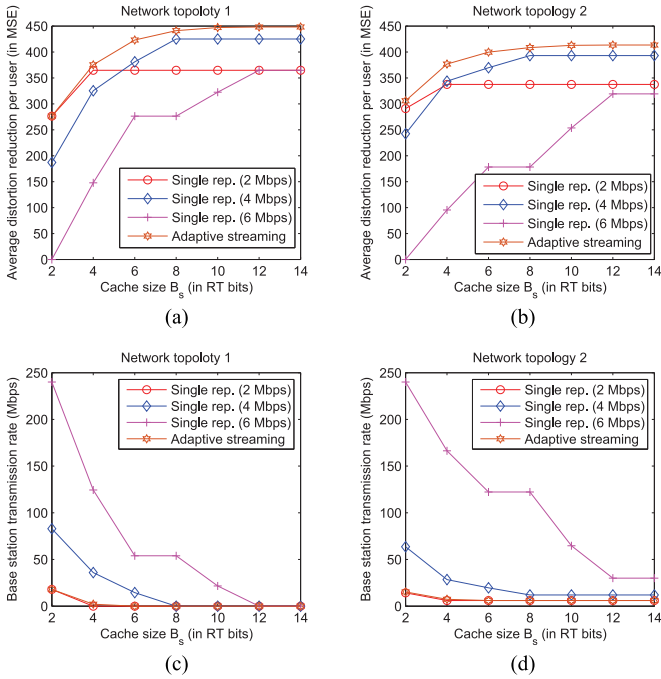 Network topoloty 1
Average distortion reduction per user (in MSE)
450
400
350
300
250
200
150
100
50
0
Single rep. (2 Mbps)
Single rep. (4 Mbps)
Single rep. (6 Mbps)
Adaptive streaming
2 4 6 8 10 12 14
Cache size B_s (in RT bits)
(a)
Network topology 2
Average distortion reduction per user (in MSE)
450
400
350
300
250
200
150
100
50
0
Single rep. (2 Mbps)
Single rep. (4 Mbps)
Single rep. (6 Mbps)
Adaptive streaming
2 4 6 8 10 12 14
Cache size B_s (in RT bits)
(b)
Network topoloty 1
Base station transmission rate (Mbps)
250
200
150
100
50
0
Single rep. (2 Mbps)
Single rep. (4 Mbps)
Single rep. (6 Mbps)
Adaptive streaming
2 4 6 8 10 12 14
Cache size B_s (in RT bits)
(c)
Network topology 2
Base station transmission rate (Mbps)
250
200
150
100
50
0
Single rep. (2 Mbps)
Single rep. (4 Mbps)
Single rep. (6 Mbps)
Adaptive streaming
2 4 6 8 10 12 14
Cache size B_s (in RT bits)
(d)